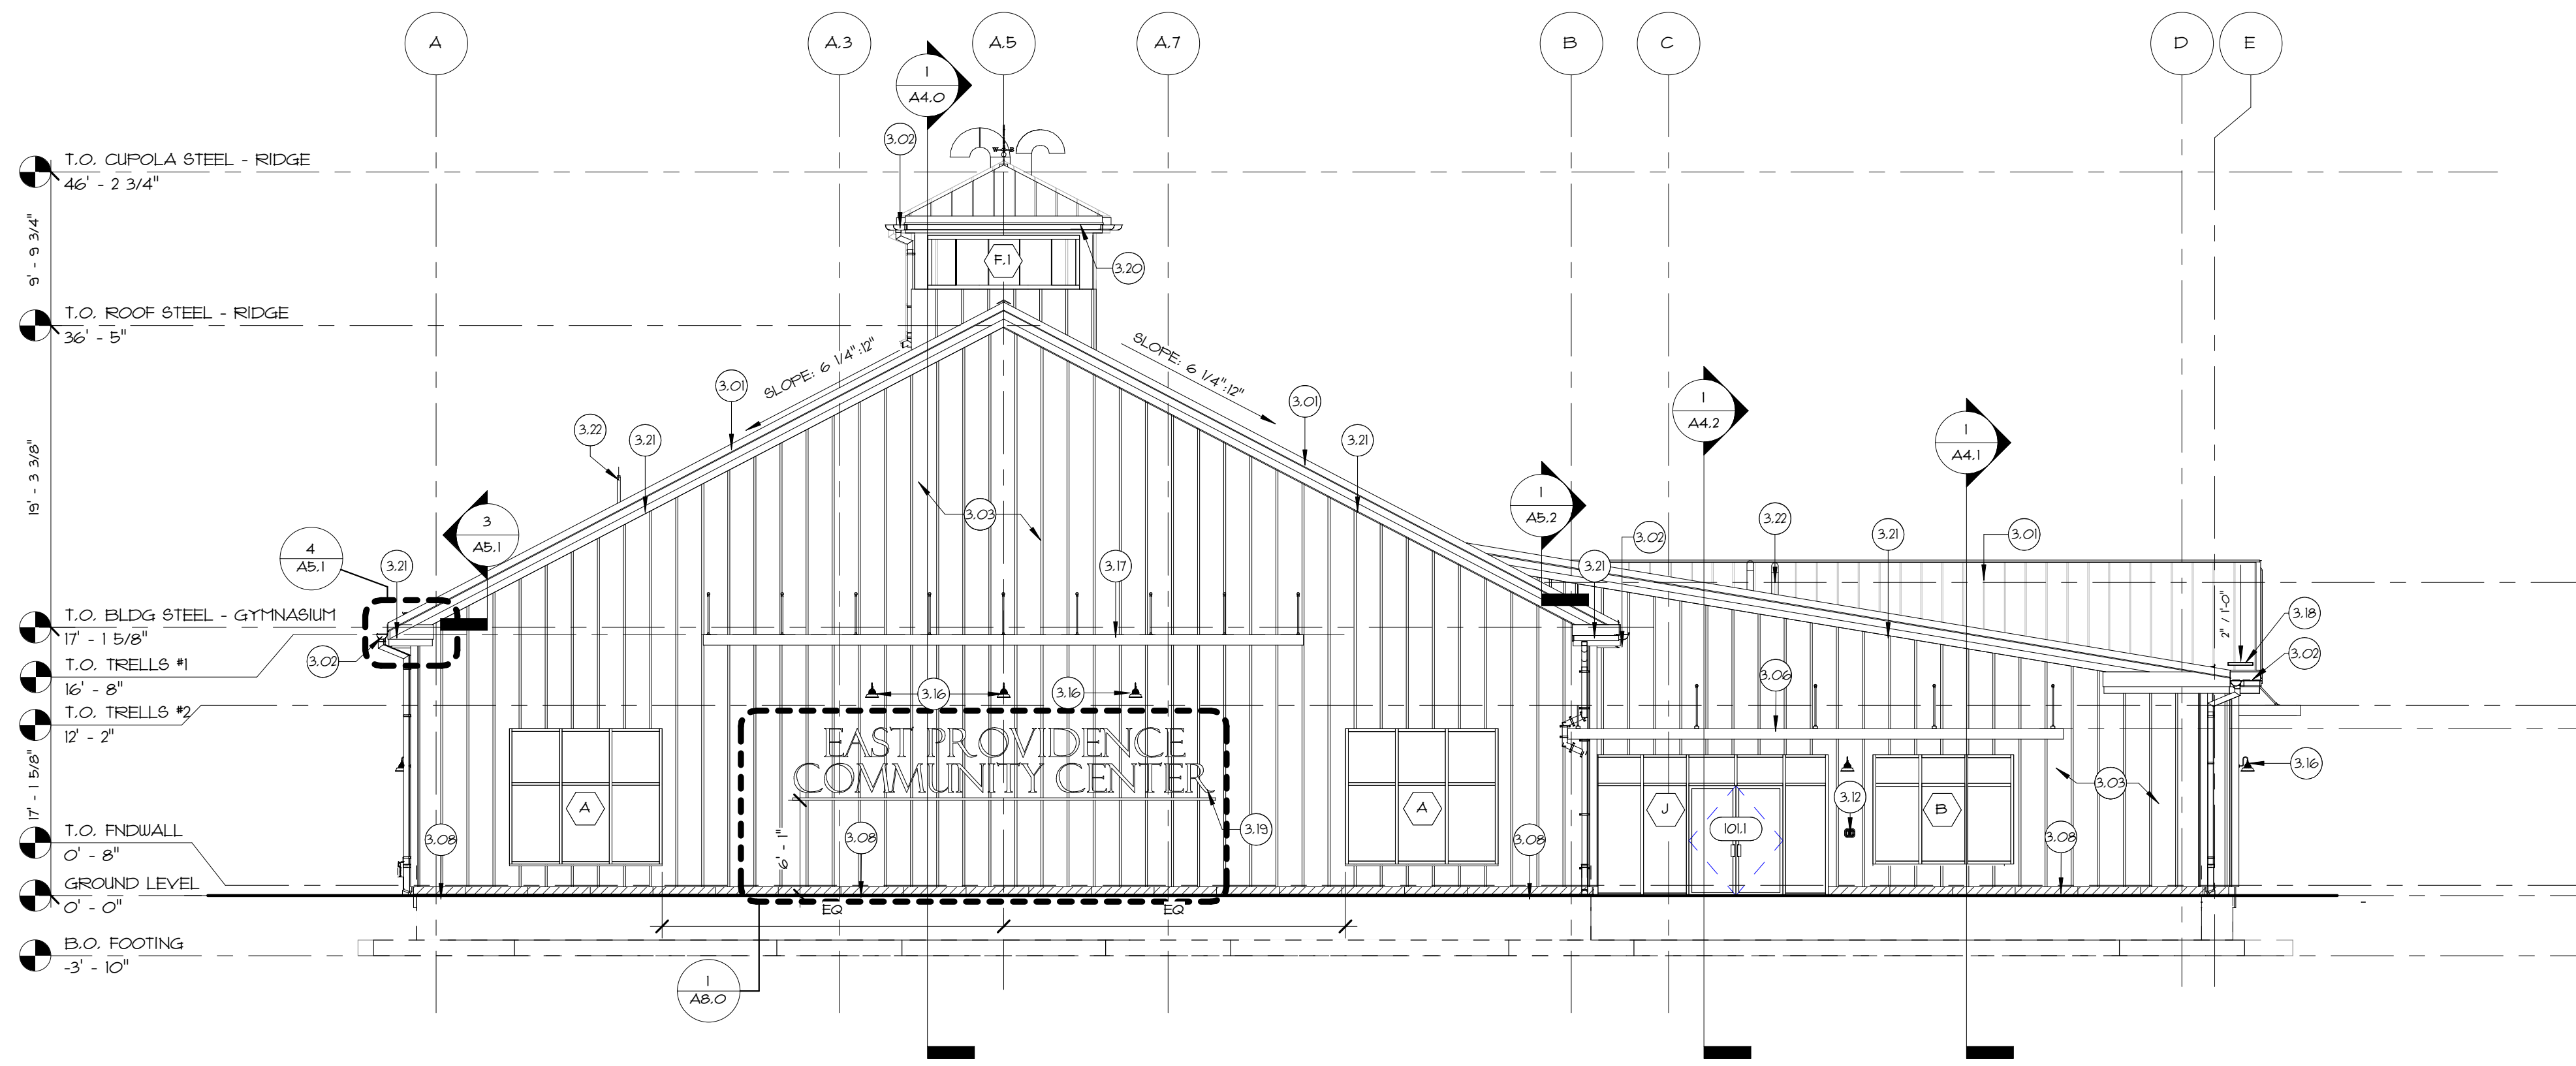 A
A.3
A.5
A.7
B
C
D
E
1
A4.0
3.02
T.O. CUPOLA STEEL - RIDGE
46' - 2 3/4"
9' - 9 3/4"
F.1
3.20
T.O. ROOF STEEL - RIDGE
36' - 5"
SLOPE: 6 1/4":12"
SLOPE: 6 1/4":12"
3.01
3.01
3.22
3.21
3.21
1
A4.2
1
A4.1
19' - 3 3/8"
3
A5.1
3.03
1
A5.2
3.02
3.22
3.21
3.01
4
A5.1
3.21
3.17
3.21
2" / 1'-0"
3.18
T.O. BLDG STEEL - GYMNASIUM
17' - 1 5/8"
3.02
3.02
T.O. TRELLS #1
16' - 8"
3.16
3.16
3.06
T.O. TRELLS #2
12' - 2"
EAST PROVIDENCE
COMMUNITY CENTER
17' - 1 5/8"
3.16
3.03
3.12
A
A
J
B
101.1
3.19
6' - 1"
T.O. FNDWALL
0' - 8"
3.08
3.08
3.08
3.08
GROUND LEVEL
0' - 0"
EQ
EQ
B.O. FOOTING
-3' - 10"
1
A8.0